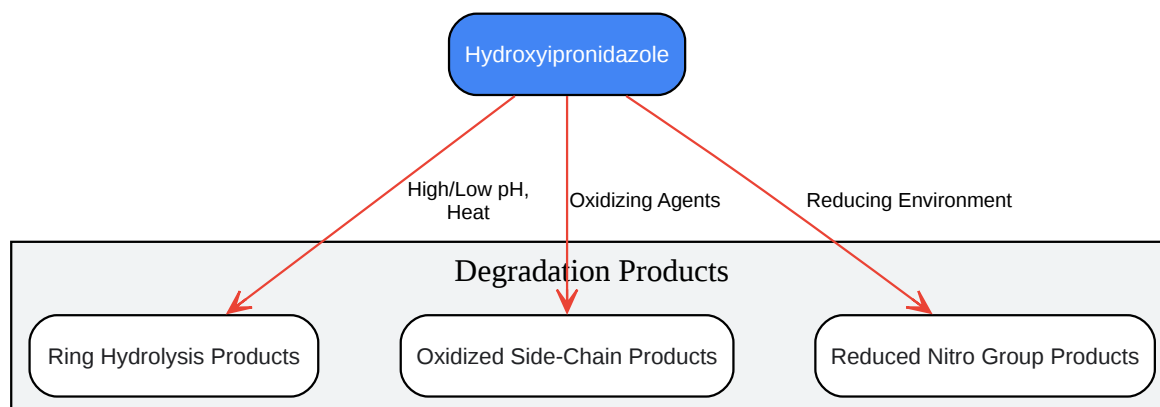 Hydroxyipronidazole
High/Low pH,
Heat
Oxidizing Agents
Reducing Environment
Degradation Products
Ring Hydrolysis Products
Oxidized Side-Chain Products
Reduced Nitro Group Products